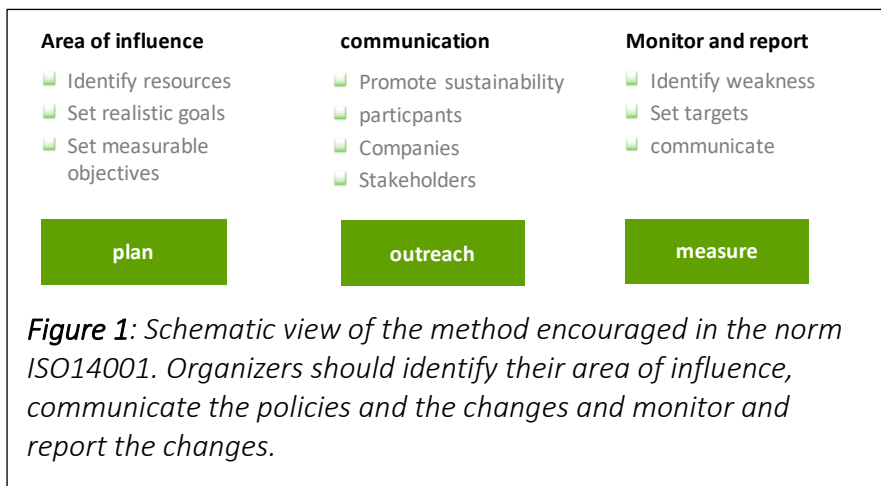 Area of influence
Identify resources
Set realistic goals
Set measurable
objectives
plan
communication
Promote sustainability
particpants
Companies
Stakeholders
outreach
Monitor and report
Identify weakness
Set targets
communicate
measure
Figure 1: Schematic view of the method encouraged in the norm
ISO14001. Organizers should identify their area of influence,
communicate the policies and the changes and monitor and
report the changes.